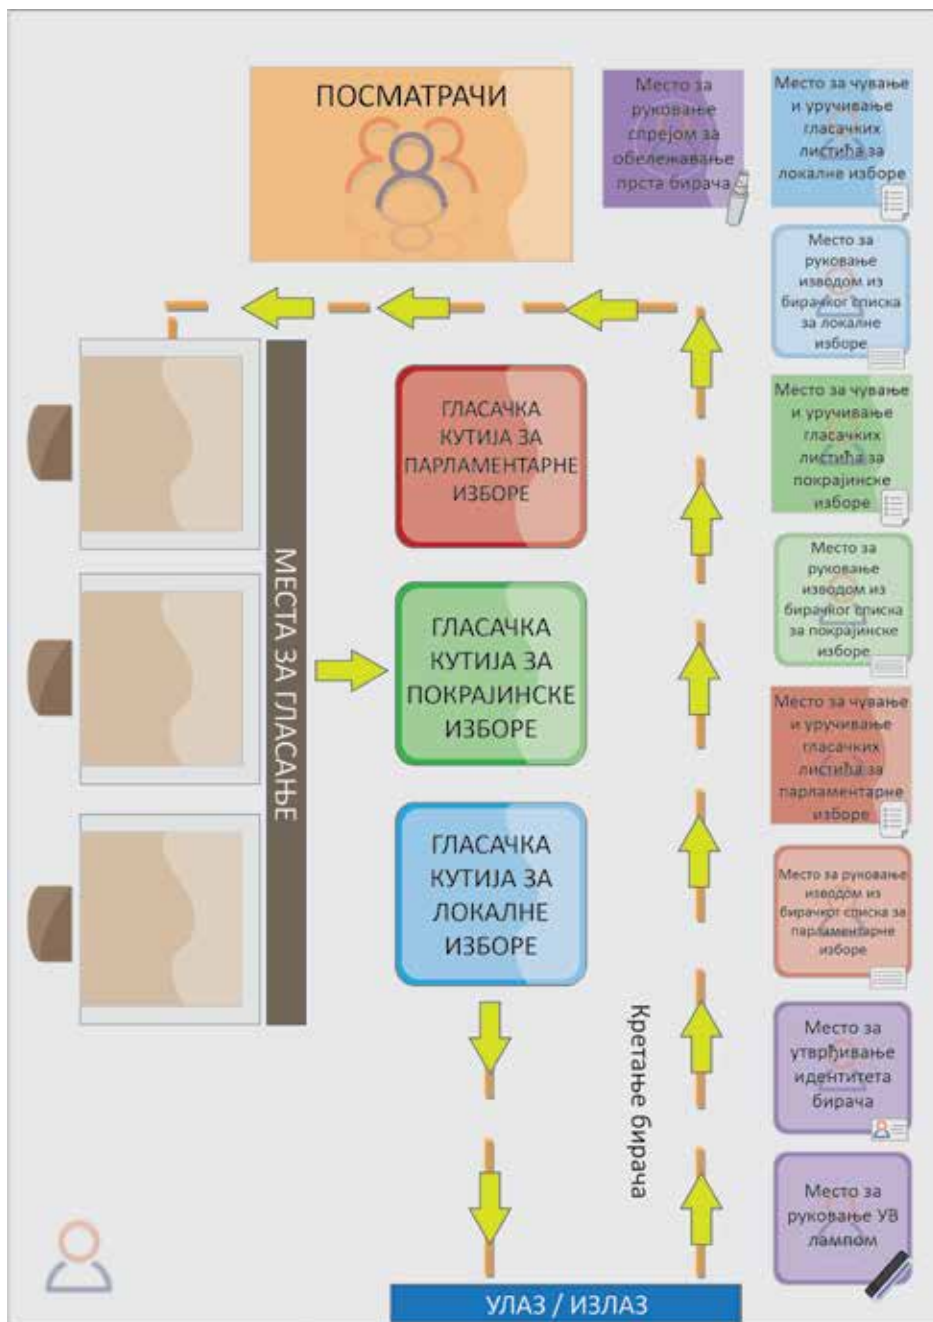 ПОСМАТРАЧИ
Место за
руковање
спрејом за
обележавање
прста бирача
Место за чување
и уручивање
гласачких
листића за
локалне изборе
Место за
руковање
изводом из
бирачког списка
за локалне
изборе
Место за чување
и уручивање
гласачких
листића за
покрајинске
изборе
Место за
руковање
изводом из
бирачког списка
за покрајинске
изборе
Место за чување
и уручивање
гласачких
листића за
парламентарне
изборе
Место за руковање
изводом из
бирачког списка за
парламентарне
изборе
Место за
утврђивање
идентитета
бирача
Место за
руковање УВ
лампом
ГЛАСАЧКА
КУТИЈА ЗА
ПАРЛАМЕНТАРНЕ
ИЗБОРЕ
ГЛАСАЧКА
КУТИЈА ЗА
ПОКРАЈИНСКЕ
ИЗБОРЕ
ГЛАСАЧКА
КУТИЈА ЗА
ЛОКАЛНЕ
ИЗБОРЕ
МЕСТА ЗА ГЛАСАЊЕ
Кретање бирача
УЛАЗ / ИЗЛАЗ